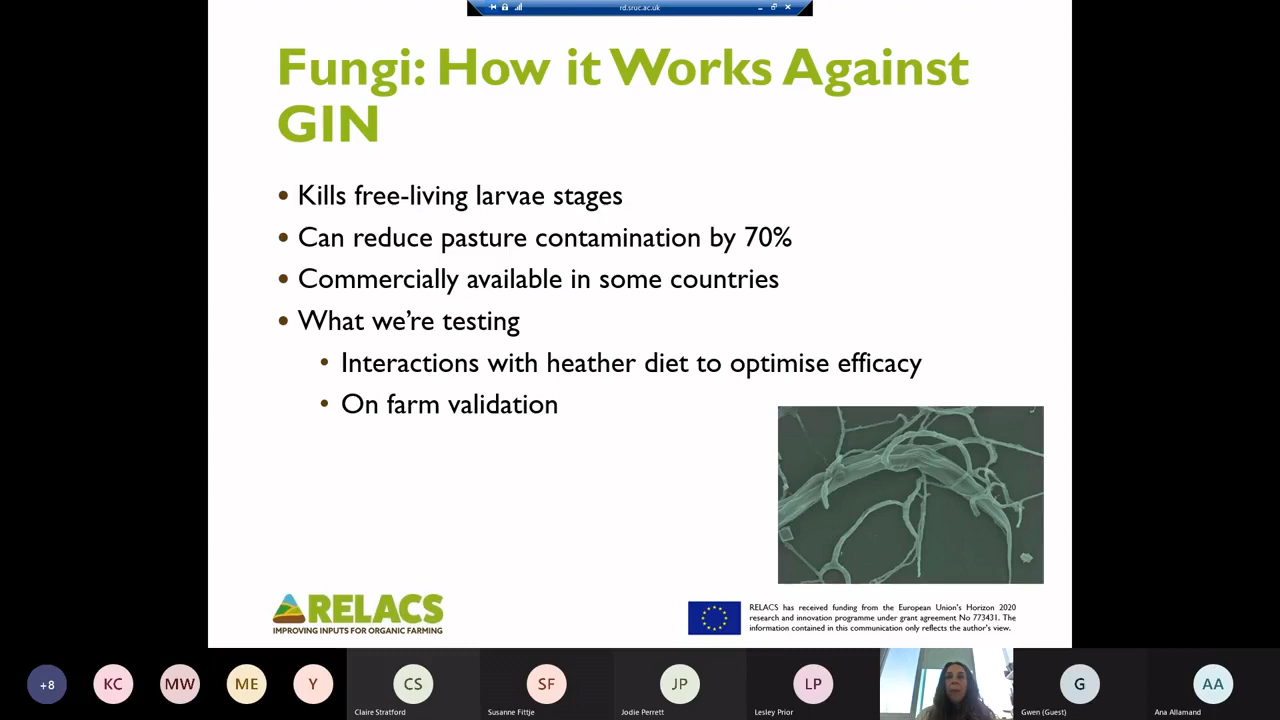 rd.sruc.ac.uk
Fungi: How it Works Against
GIN
• Kills free-living larvae stages
• Can reduce pasture contamination by 70%
• Commercially available in some countries
• What we're testing
• Interactions with heather diet to optimise efficacy
• On farm validation
RELACS
IMPROVING INPUTS FOR ORGANIC FARMING
RELACS has received funding from the European Union's Horizon 2020
research and innovation programme under grant agreement No 773431. The
information contained in this communication only reflects the author's view.
+8 KC MW ME Y CS SF JP LP G AA
Claire Stratford Susanne Fittje Jodie Perrett Lesley Prior Gwen (Guest) Ana Allamand